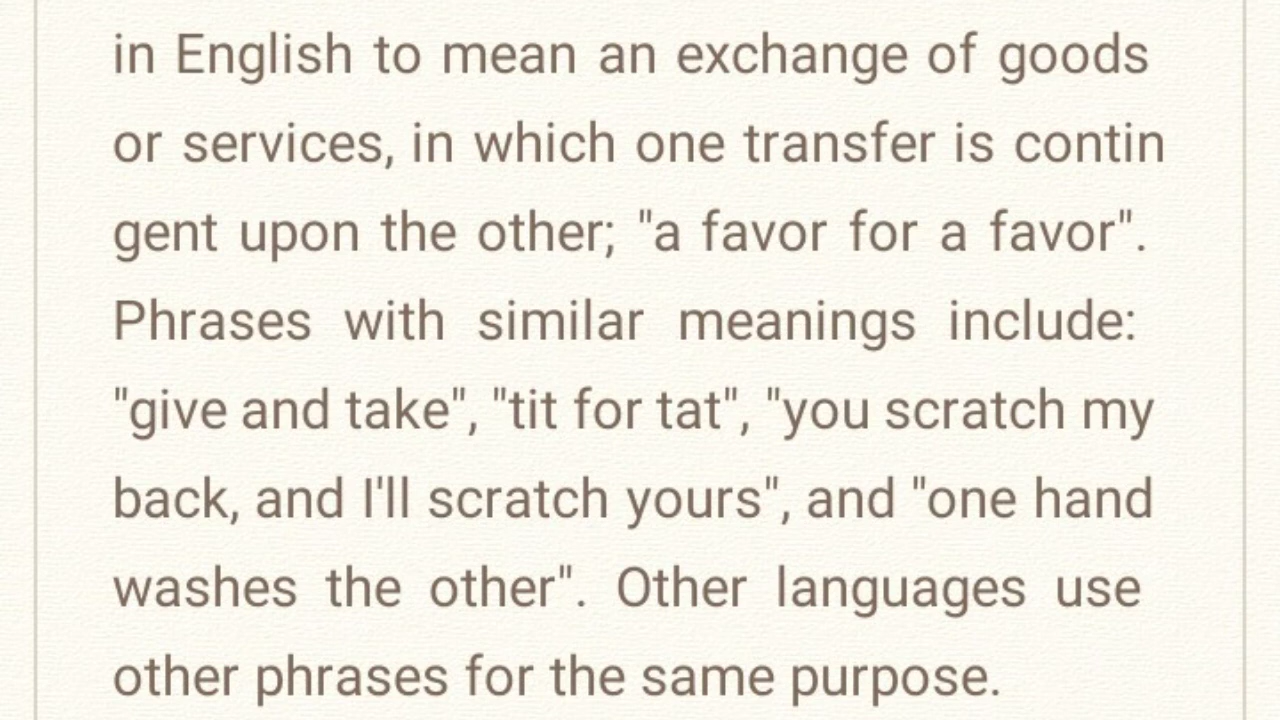 in English to mean an exchange of goods
or services, in which one transfer is contin
gent upon the other; "a favor for a favor".
Phrases with similar meanings include:
"give and take", "tit for tat", "you scratch my
back, and I'll scratch yours", and "one hand
washes the other". Other languages use
other phrases for the same purpose.